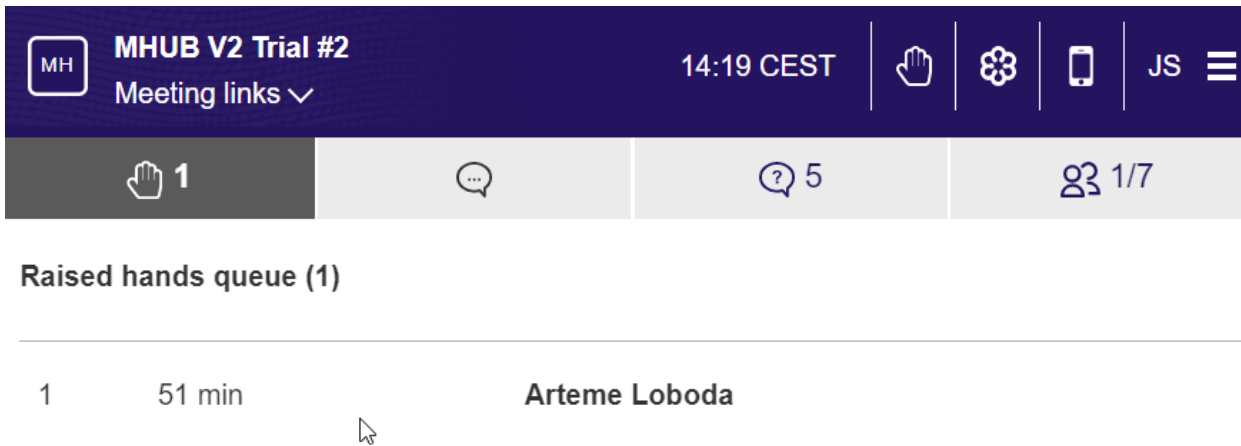 MH
MHUB V2 Trial #2
Meeting links
14:19 CEST
JS
1
5
1/7
Raised hands queue (1)
1 51 min Arteme Loboda